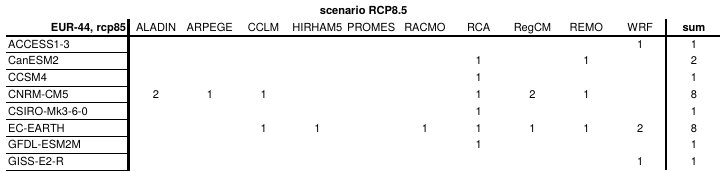 scenario RCP8.5
EUR-44, rcp85 ALADIN ARPEGE CCLM HIRHAM5 PROMES RACMO RCA RegCM REMO WRF sum
ACCESS1-3 1 1
CanESM2 1 1 2
CCSM4 1 1
CNRM-CM5 2 1 1 1 2 1 8
CSIRO-Mk3-6-0 1 1
EC-EARTH 1 1 1 1 1 1 2 8
GFDL-ESM2M 1 1
GISS-E2-R 1 1